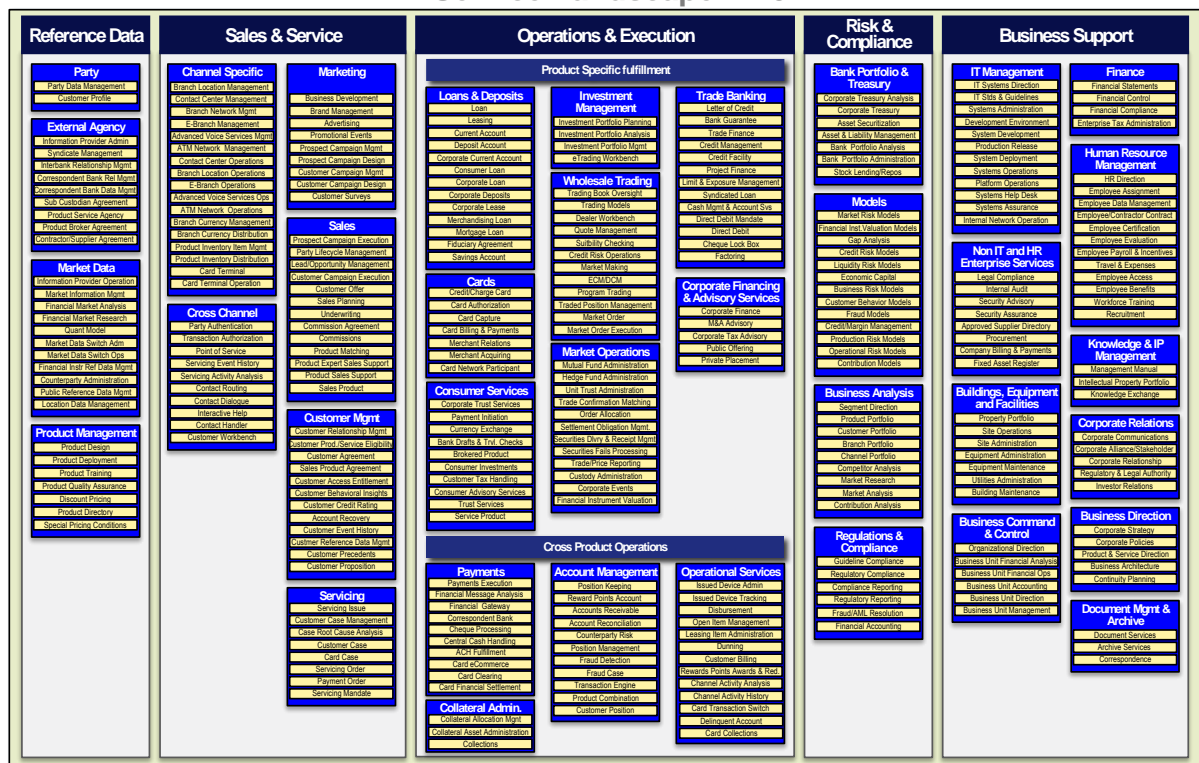 Reference Data
Party
Party Data Management
Customer Profile
External Agency
Information Provider Admin
Syndicate Management
Interbank Relationship Mgmt
Correspondent Bank Rel Mgmt
Correspondent Bank Data Mgmt
Sub Custodian Agreement
Product Service Agency
Product Broker Agreement
Contractor/Supplier Agreement
Market Data
Information Provider Operation
Market Information Mgmt
Financial Market Analysis
Financial Market Research
Quant Model
Market Data Switch Adm
Market Data Switch Ops
Financial Instr Ref Data Mgmt
Counterparty Administration
Public Reference Data Mgmt
Location Data Management
Product Management
Product Design
Product Deployment
Product Training
Product Quality Assurance
Discount Pricing
Product Directory
Special Pricing Conditions
Sales & Service
Channel Specific
Branch Location Management
Contact Center Management
Branch Network Mgmt
E-Branch Management
Advanced Voice Services Mgmt
ATM Network Management
Contact Center Operations
Branch Location Operations
E-Branch Operations
Advanced Voice Services Ops
ATM Network Operations
Branch Currency Management
Branch Currency Distribution
Product Inventory Item Mgmt
Product Inventory Distribution
Card Terminal
Card Terminal Operation
Cross Channel
Party Authentication
Transaction Authorization
Point of Service
Servicing Event History
Servicing Activity Analysis
Contact Routing
Contact Dialogue
Interactive Help
Contact Handler
Customer Workbench
Marketing
Business Development
Brand Management
Advertising
Promotional Events
Prospect Campaign Mgmt
Prospect Campaign Design
Customer Campaign Mgmt
Customer Campaign Design
Customer Surveys
Sales
Prospect Campaign Execution
Party Lifecycle Management
Lead/Opportunity Management
Customer Campaign Execution
Customer Offer
Sales Planning
Underwriting
Commission Agreement
Commissions
Product Matching
Product Expert Sales Support
Product Sales Support
Sales Product
Customer Mgmt
Customer Relationship Mgmt
Customer Prod./Service Eligibility
Customer Agreement
Sales Product Agreement
Customer Access Entitlement
Customer Behavioral Insights
Customer Credit Rating
Account Recovery
Customer Event History
Custmer Reference Data Mgmt
Customer Precedents
Customer Proposition
Servicing
Servicing Issue
Customer Case Management
Case Root Cause Analysis
Customer Case
Card Case
Servicing Order
Payment Order
Servicing Mandate
Operations & Execution
Product Specific fulfillment
Loans & Deposits
Loan
Leasing
Current Account
Deposit Account
Corporate Current Account
Consumer Loan
Corporate Loan
Corporate Deposits
Corporate Lease
Merchandising Loan
Mortgage Loan
Fiduciary Agreement
Savings Account
Cards
Credit/Charge Card
Card Authorization
Card Capture
Card Billing & Payments
Merchant Relations
Merchant Acquiring
Card Network Participant
Consumer Services
Corporate Trust Services
Payment Initiation
Currency Exchange
Bank Drafts & Trvl. Checks
Brokered Product
Consumer Investments
Customer Tax Handling
Consumer Advisory Services
Trust Services
Service Product
Investment
Management
Investment Portfolio Planning
Investment Portfolio Analysis
Investment Portfolio Mgmt
eTrading Workbench
Wholesale Trading
Trading Book Oversight
Trading Models
Dealer Workbench
Quote Management
Suitbility Checking
Credit Risk Operations
Market Making
ECM/DCM
Program Trading
Traded Position Management
Market Order
Market Order Execution
Market Operations
Mutual Fund Administration
Hedge Fund Administration
Unit Trust Administration
Trade Confirmation Matching
Order Allocation
Settlement Obligation Mgmt.
Securities Dlvry & Receipt Mgmt
Securities Fails Processing
Trade/Price Reporting
Custody Administration
Corporate Events
Financial Instrument Valuation
Trade Banking
Letter of Credit
Bank Guarantee
Trade Finance
Credit Management
Credit Facility
Project Finance
Limit & Exposure Management
Syndicated Loan
Cash Mgmt & Account Svs
Direct Debit Mandate
Direct Debit
Cheque Lock Box
Factoring
Corporate Financing
& Advisory Services
Corporate Finance
M&A Advisory
Corporate Tax Advisory
Public Offering
Private Placement
Cross Product Operations
Payments
Payments Execution
Financial Message Analysis
Financial Gateway
Correspondent Bank
Cheque Processing
Central Cash Handling
ACH Fulfillment
Card eCommerce
Card Clearing
Card Financial Settlement
Collateral Admin.
Collateral Allocation Mgnt
Collateral Asset Administration
Collections
Account Management
Position Keeping
Reward Points Account
Accounts Receivable
Account Reconciliation
Counterparty Risk
Position Management
Fraud Detection
Fraud Case
Transaction Engine
Product Combination
Customer Position
Operational Services
Issued Device Admin
Issued Device Tracking
Disbursement
Open Item Management
Leasing Item Administration
Dunning
Customer Billing
Rewards Points Awards & Red.
Channel Activity Analysis
Channel Activity History
Card Transaction Switch
Delinquent Account
Card Collections
Risk &
Compliance
Bank Portfolio &
Treasury
Corporate Treasury Analysis
Corporate Treasury
Asset Securitization
Asset & Liability Management
Bank Portfolio Analysis
Bank Portfolio Administration
Stock Lending/Repos
Models
Market Risk Models
Financial Inst.Valuation Models
Gap Analysis
Credit Risk Models
Liquidity Risk Models
Economic Capital
Business Risk Models
Customer Behavior Models
Fraud Models
Credit/Margin Management
Production Risk Models
Operational Risk Models
Contribution Models
Business Analysis
Segment Direction
Product Portfolio
Customer Portfolio
Branch Portfolio
Channel Portfolio
Competitor Analysis
Market Research
Market Analysis
Contribution Analysis
Regulations &
Compliance
Guideline Compliance
Regulatory Compliance
Compliance Reporting
Regulatory Reporting
Fraud/AML Resolution
Financial Accounting
Business Support
IT Management
IT Systems Direction
IT Stds & Guidelines
Systems Administration
Development Environment
System Development
Production Release
System Deployment
Systems Operations
Platform Operations
Systems Help Desk
Systems Assurance
Internal Network Operation
Non IT and HR
Enterprise Services
Legal Compliance
Internal Audit
Security Advisory
Security Assurance
Approved Supplier Directory
Procurement
Company Billing & Payments
Fixed Asset Register
Buildings, Equipment
and Facilities
Property Portfolio
Site Operations
Site Administration
Equipment Administration
Equipment Maintenance
Utilities Administration
Building Maintenance
Business Command
& Control
Organizational Direction
Business Unit Financial Analysis
Business Unit Financial Ops
Business Unit Accounting
Business Unit Direction
Business Unit Management
Finance
Financial Statements
Financial Control
Financial Compliance
Enterprise Tax Administration
Human Resource
Management
HR Direction
Employee Assignment
Employee Data Management
Employee/Contractor Contract
Employee Certification
Employee Evaluation
Employee Payroll & Incentives
Travel & Expenses
Employee Access
Employee Benefits
Workforce Training
Recruitment
Knowledge & IP
Management
Management Manual
Intellectual Property Portfolio
Knowledge Exchange
Corporate Relations
Corporate Communications
Corporate Alliance/Stakeholder
Corporate Relationship
Regulatory & Legal Authority
Investor Relations
Business Direction
Corporate Strategy
Corporate Policies
Product & Service Direction
Business Architecture
Continuity Planning
Document Mgmt &
Archive
Document Services
Archive Services
Correspondence